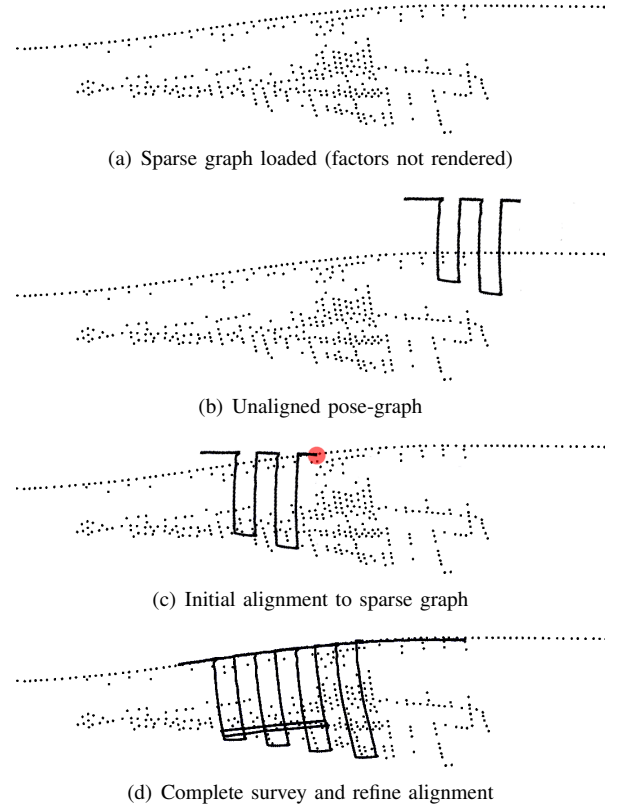 (a) Sparse graph loaded (factors not rendered)
(b) Unaligned pose-graph
(c) Initial alignment to sparse graph
(d) Complete survey and refine alignment